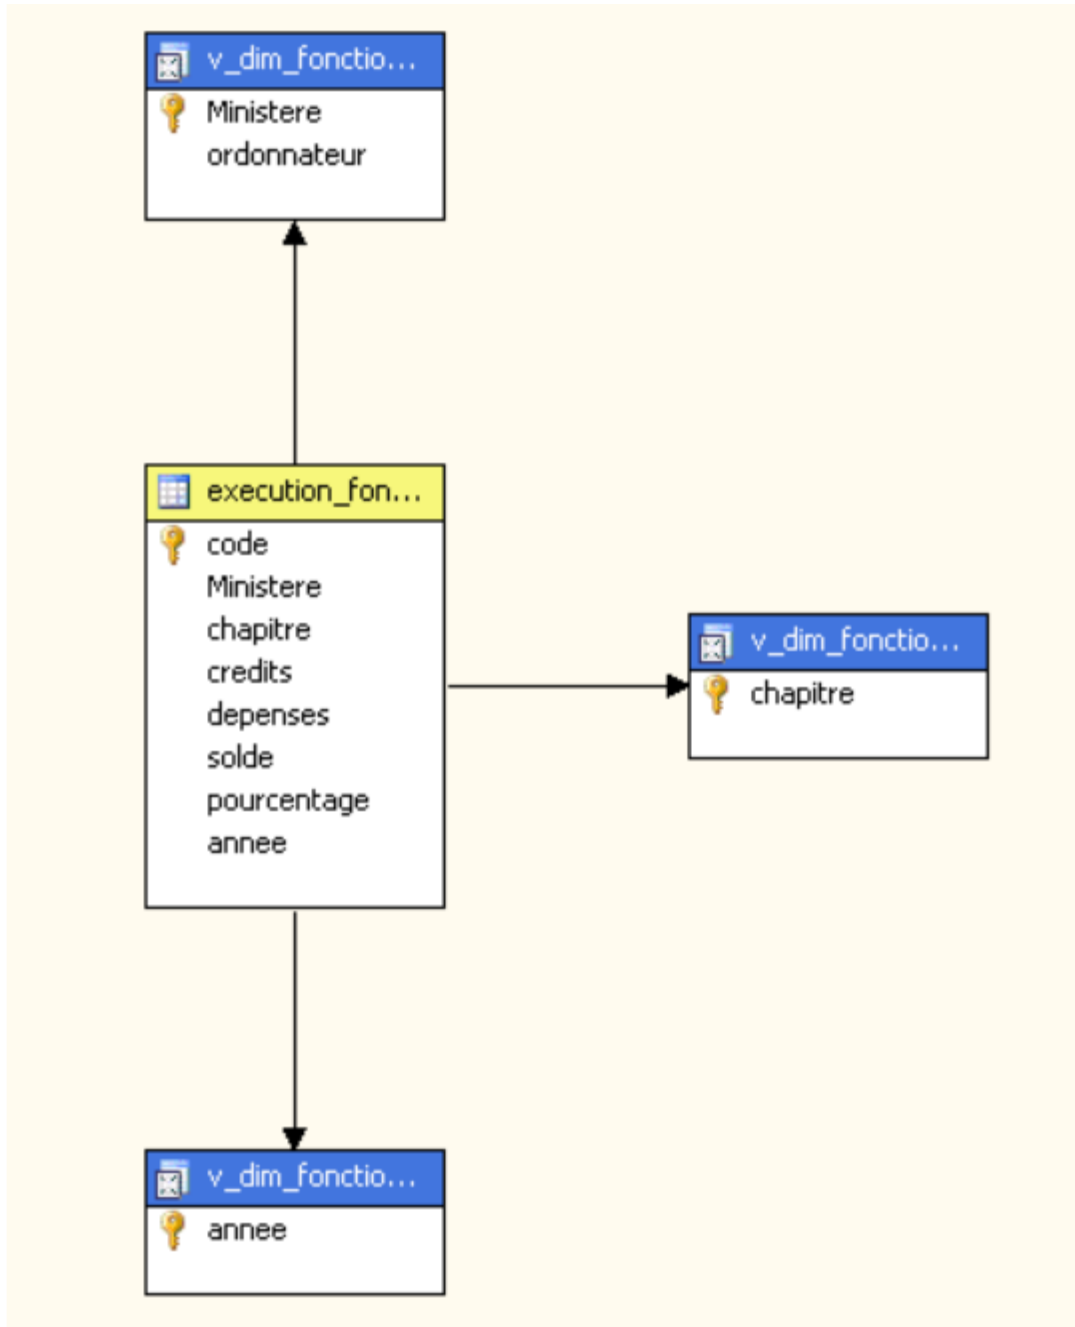 v_dim_fonctio...
Ministere
ordonnateur
execution_fon...
code
Ministere
chapitre
credits
depenses
solde
pourcentage
annee
v_dim_fonctio...
chapitre
v_dim_fonctio...
annee